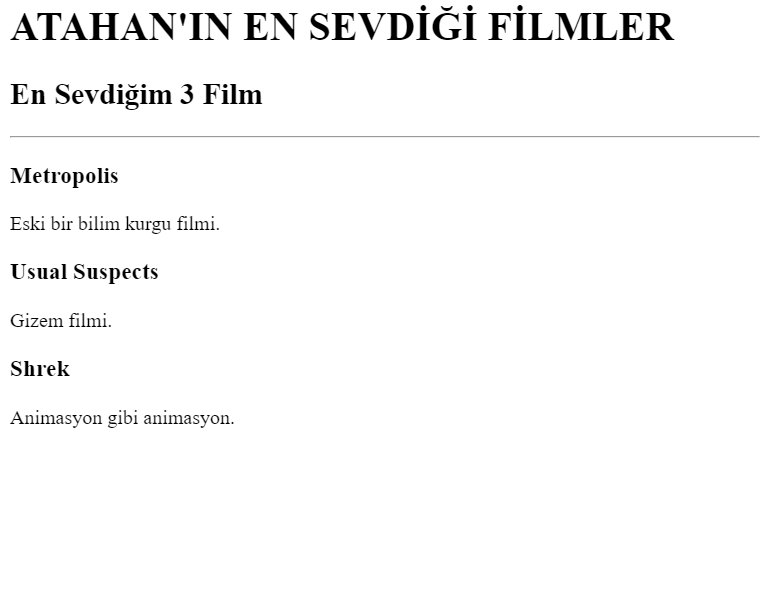 ATAHAN'IN EN SEVDİĞİ FİLMLER
En Sevdiğim 3 Film
Metropolis
Eski bir bilim kurgu filmi.
Usual Suspects
Gizem filmi.
Shrek
Animasyon gibi animasyon.